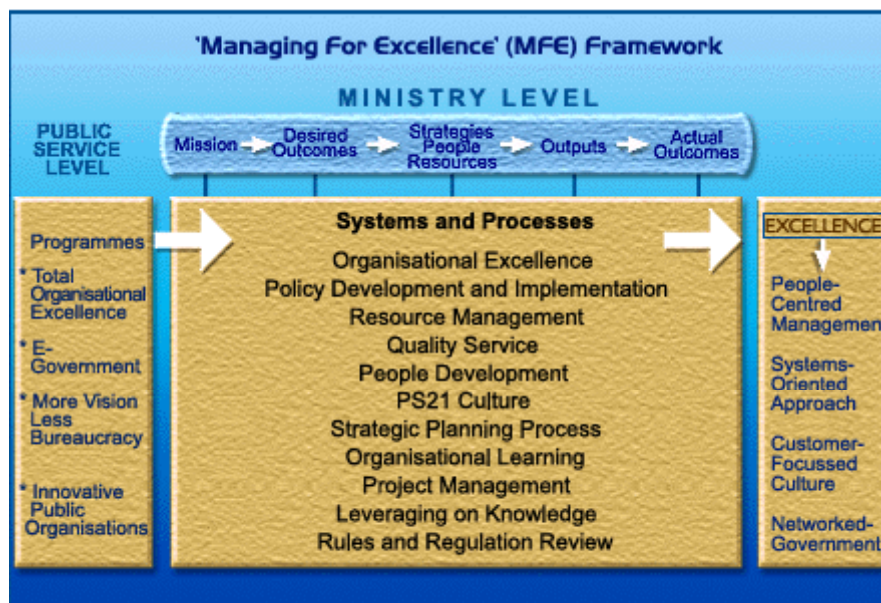 'Managing For Excellence' (MFE) Framework
MINISTRY LEVEL
PUBLIC
SERVICE
LEVEL
Mission
Desired
Outcomes
Strategies
People
Resources
Outputs
Actual
Outcomes
Programmes
* Total
Organisational
Excellence
* E-
Government
* More Vision
Less
Bureaucracy
* Innovative
Public
Organisations
Systems and Processes
Organisational Excellence
Policy Development and Implementation
Resource Management
Quality Service
People Development
PS21 Culture
Strategic Planning Process
Organisational Learning
Project Management
Leveraging on Knowledge
Rules and Regulation Review
EXCELLENCE
People-
Centred
Management
Systems-
Oriented
Approach
Customer-
Focussed
Culture
Networked-
Government